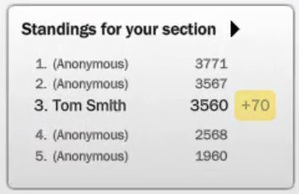 Standings for your section
1. (Anonymous) 3771
2. (Anonymous) 3567
3. Tom Smith 3560 +70
4. (Anonymous) 2568
5. (Anonymous) 1960